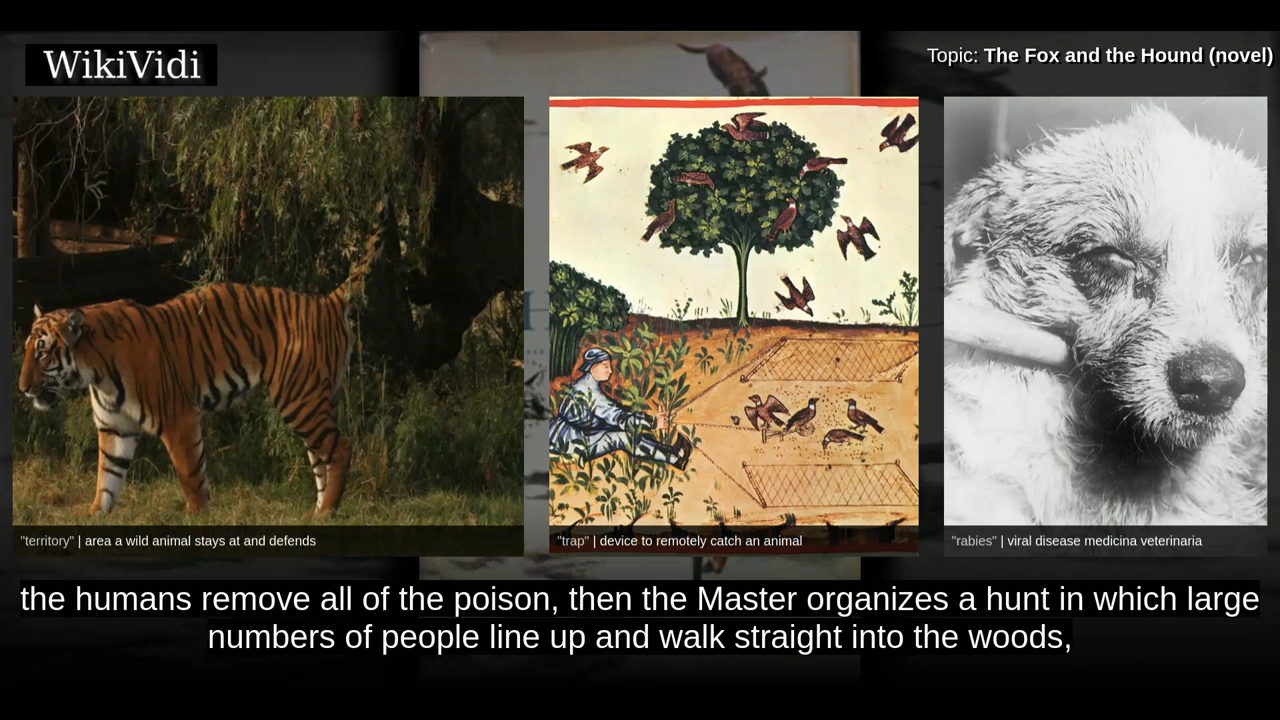 WikiVidi
Topic: The Fox and the Hound (novel)
"territory" | area a wild animal stays at and defends
"trap" | device to remotely catch an animal
"rabies" | viral disease medicina veterinaria
the humans remove all of the poison, then the Master organizes a hunt in which large
numbers of people line up and walk straight into the woods,